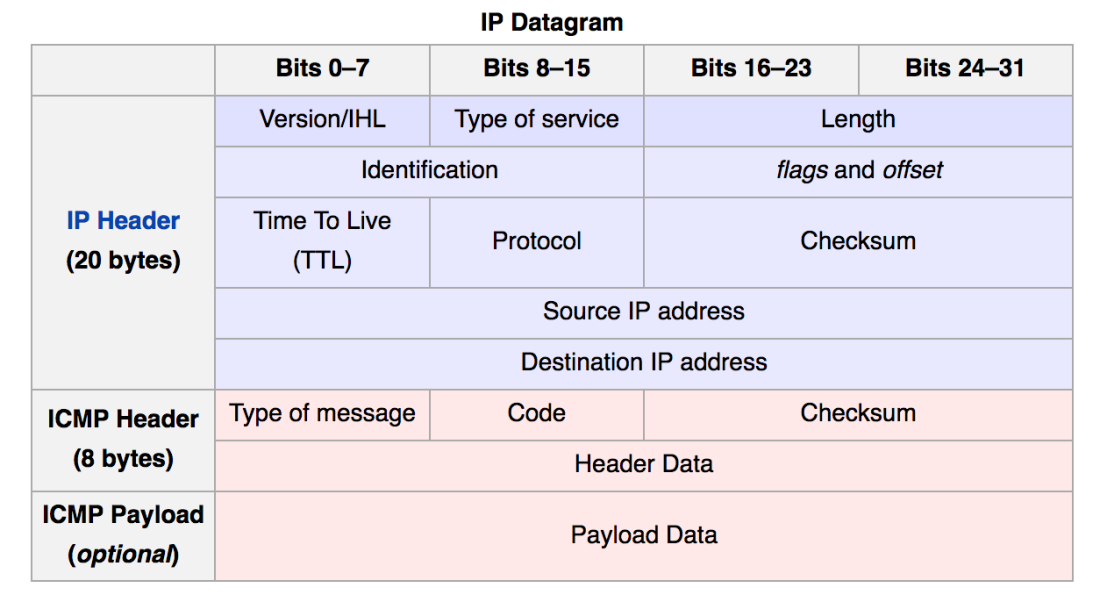 IP Datagram
Bits 0–7 Bits 8–15 Bits 16–23 Bits 24–31
Version/IHL Type of service Length
Identification flags and offset
IP Header
(20 bytes)
Time To Live
(TTL)
Protocol Checksum
Source IP address
Destination IP address
ICMP Header
(8 bytes)
Type of message Code Checksum
Header Data
ICMP Payload
(optional)
Payload Data